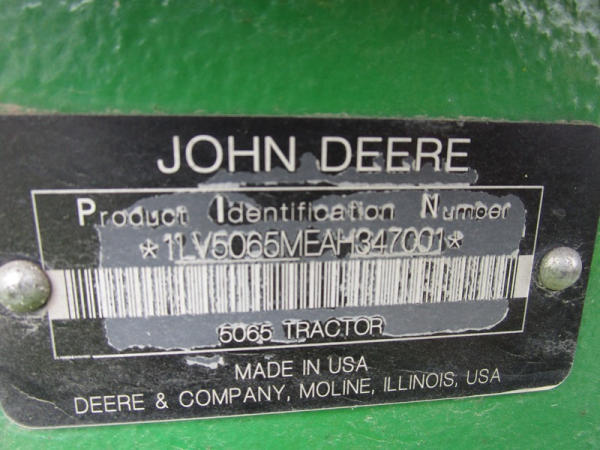 JOHN DEERE
Product Identification Number
*1LV5065MEAH347001*
5065 TRACTOR
MADE IN USA
DEERE & COMPANY, MOLINE, ILLINOIS, USA